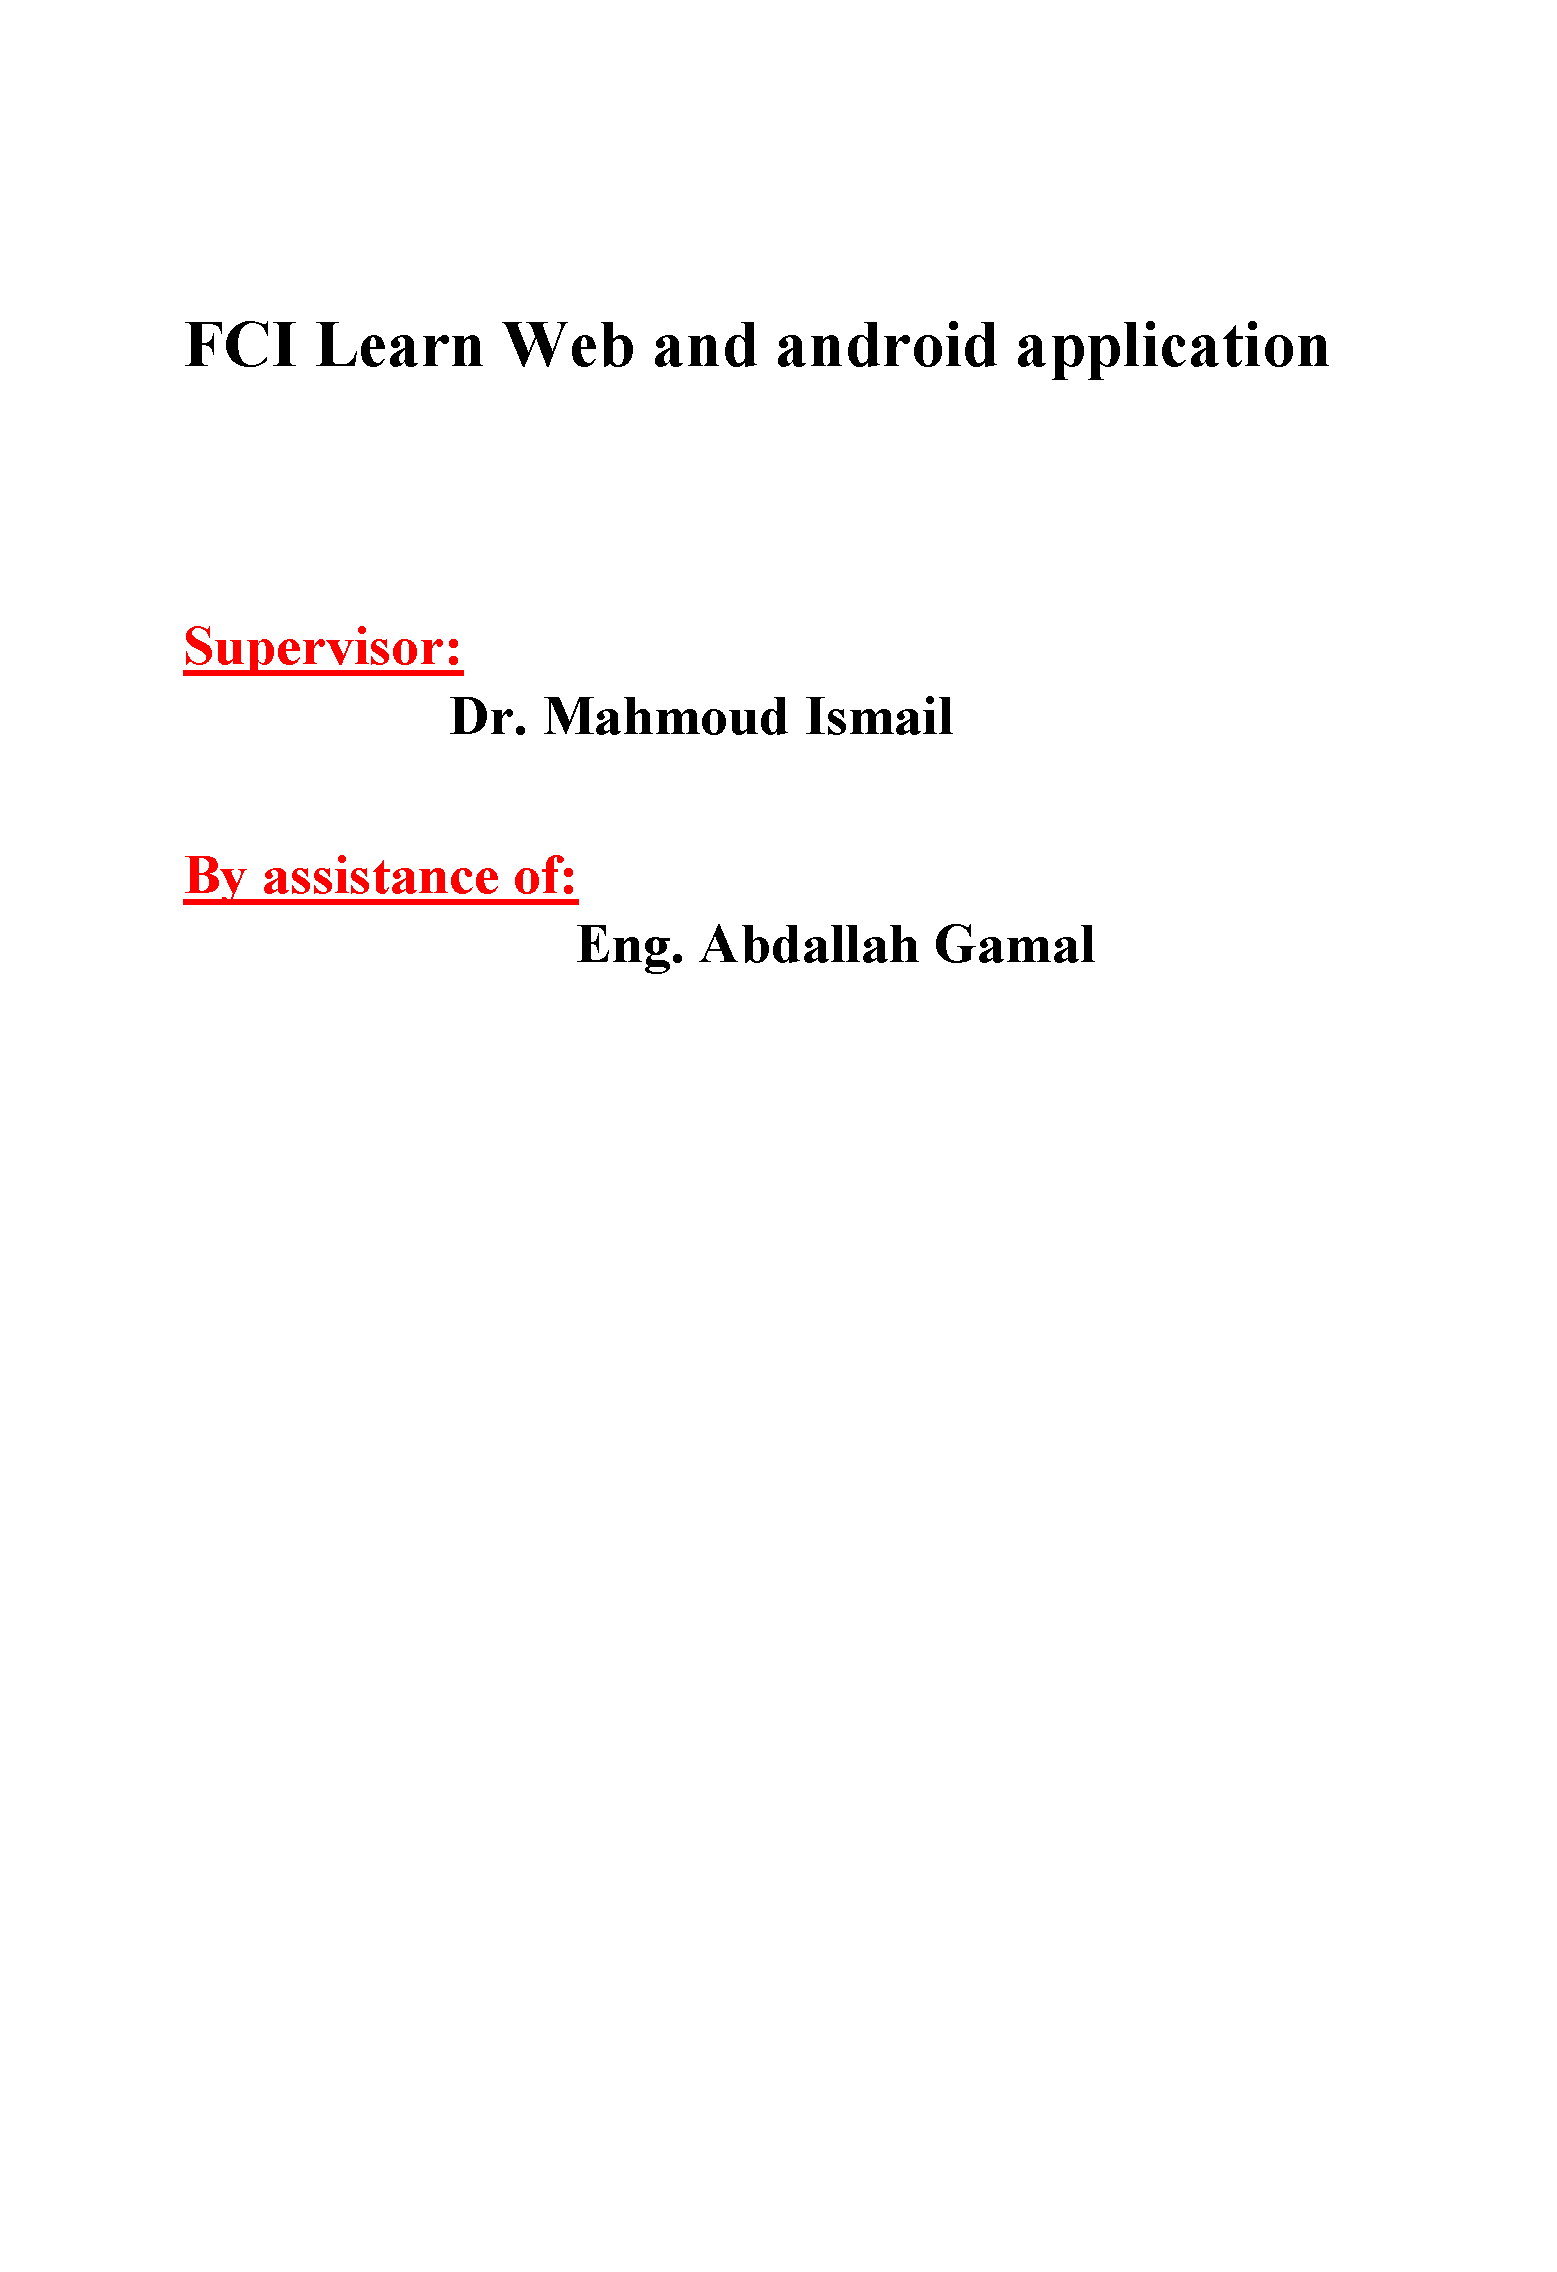 FCI Learn Web and android application
Supervisor:
Dr. Mahmoud Ismail
By assistance of:
Eng. Abdallah Gamal